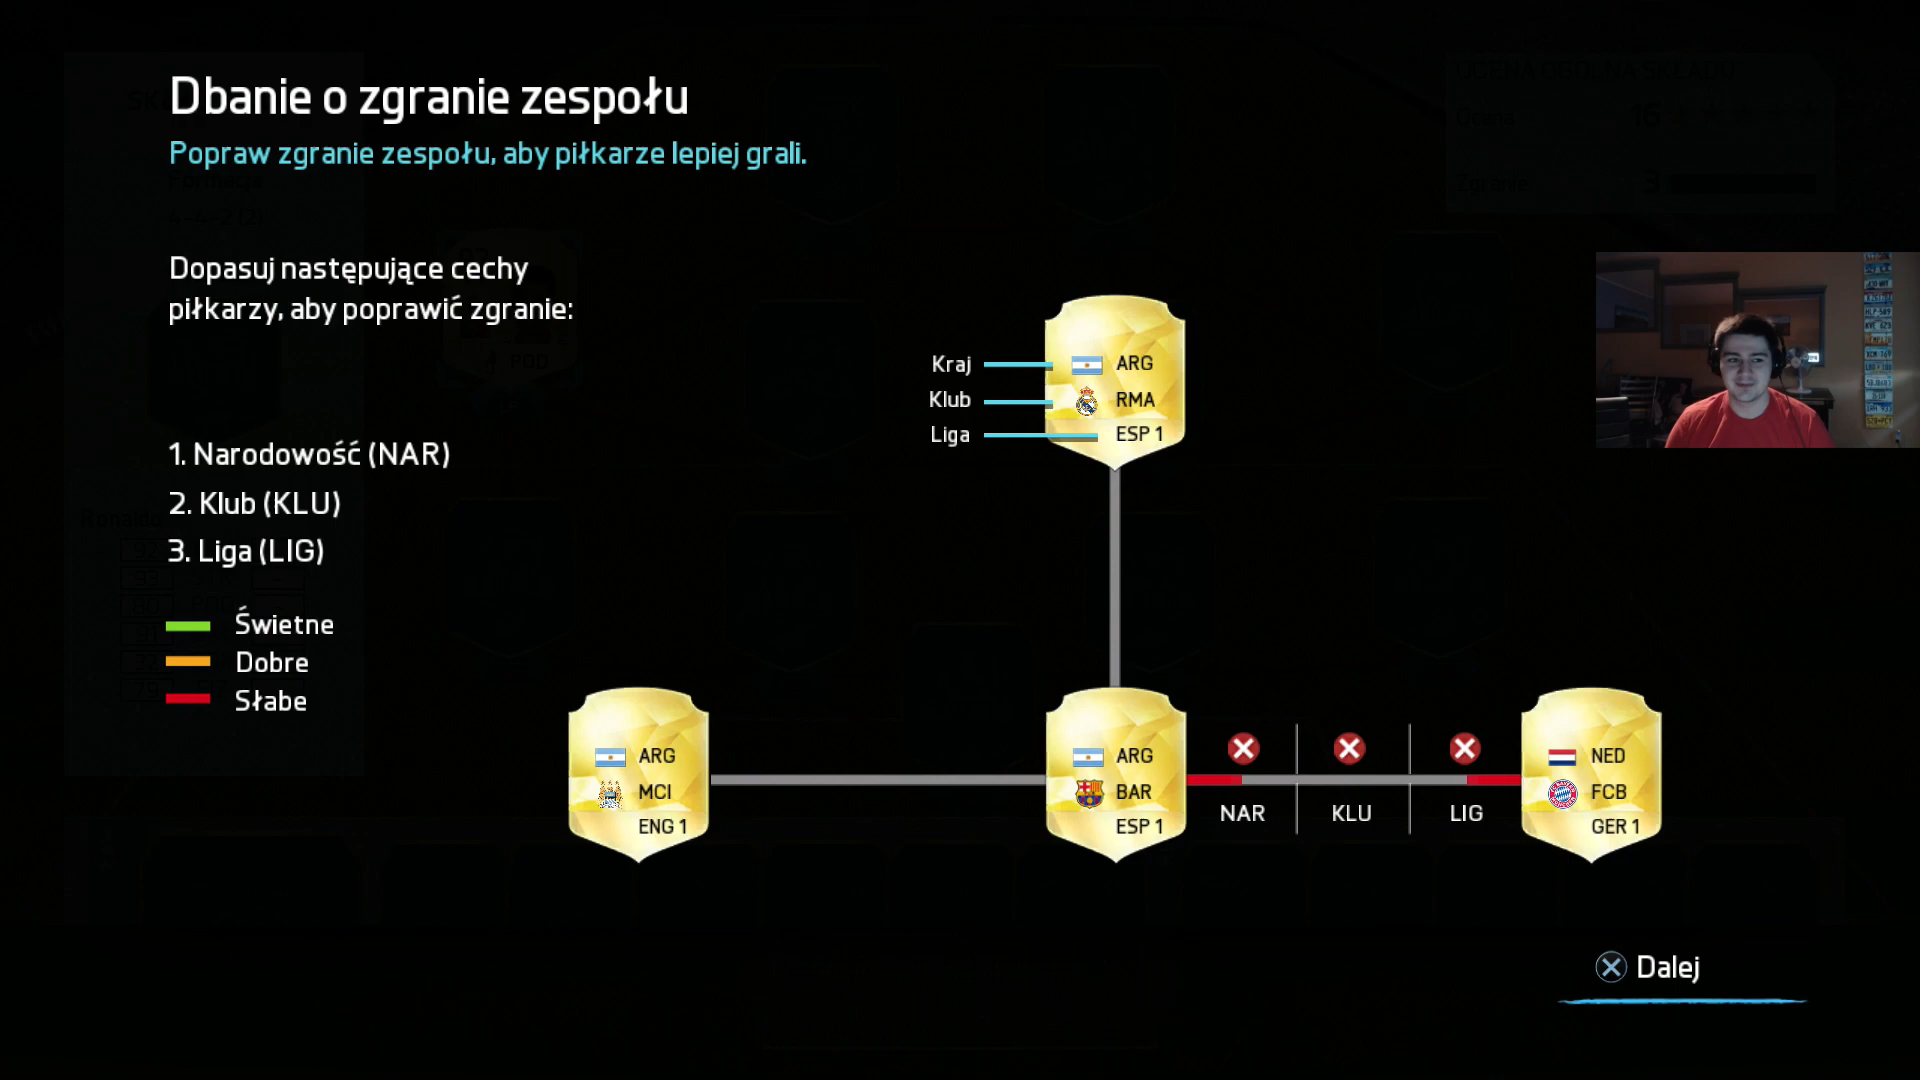 Dbanie o zgranie zespołu
Popraw zgranie zespołu, aby piłkarze lepiej grali.
Dopasuj następujące cechy
piłkarzy, aby poprawić zgranie:
1. Narodowość (NAR)
2. Klub (KLU)
3. Liga (LIG)
Świetne
Dobre
Słabe
Kraj
ARG
Klub
RMA
Liga
ESP 1
ARG
MCI
ENG 1
ARG
BAR
ESP 1
NAR
KLU
LIG
NED
FCB
GER 1
Dalej